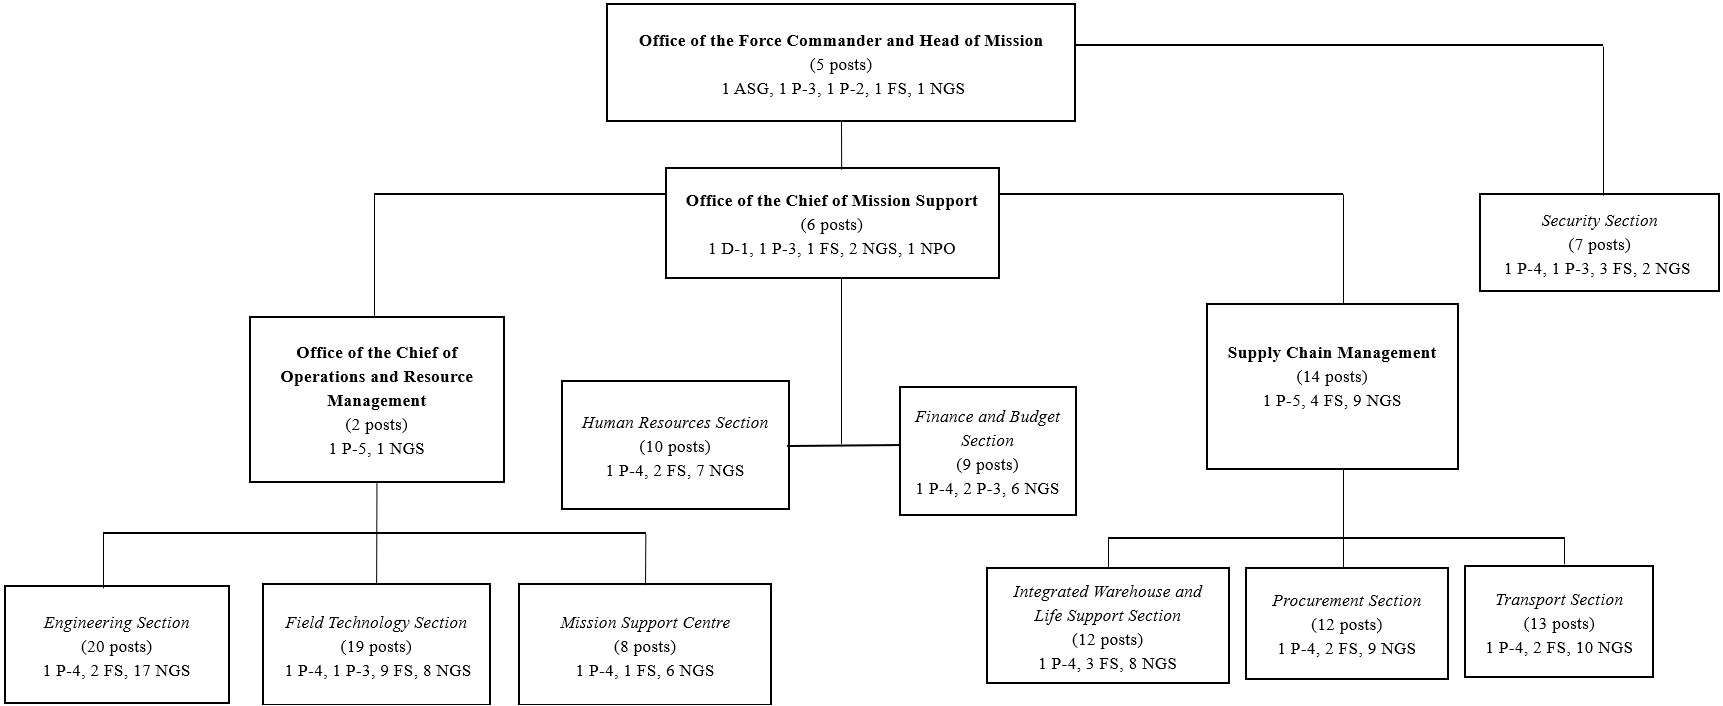 Office of the Force Commander and Head of Mission
(5 posts)
1 ASG, 1 P-3, 1 P-2, 1 FS, 1 NGS
Office of the Chief of Mission Support
(6 posts)
1 D-1, 1 P-3, 1 FS, 2 NGS, 1 NPO
Security Section
(7 posts)
1 P-4, 1 P-3, 3 FS, 2 NGS
Office of the Chief of
Operations and Resource
Management
(2 posts)
1 P-5, 1 NGS
Human Resources Section
(10 posts)
1 P-4, 2 FS, 7 NGS
Finance and Budget
Section
(9 posts)
1 P-4, 2 P-3, 6 NGS
Supply Chain Management
(14 posts)
1 P-5, 4 FS, 9 NGS
Engineering Section
(20 posts)
1 P-4, 2 FS, 17 NGS
Field Technology Section
(19 posts)
1 P-4, 1 P-3, 9 FS, 8 NGS
Mission Support Centre
(8 posts)
1 P-4, 1 FS, 6 NGS
Integrated Warehouse and
Life Support Section
(12 posts)
1 P-4, 3 FS, 8 NGS
Procurement Section
(12 posts)
1 P-4, 2 FS, 9 NGS
Transport Section
(13 posts)
1 P-4, 2 FS, 10 NGS